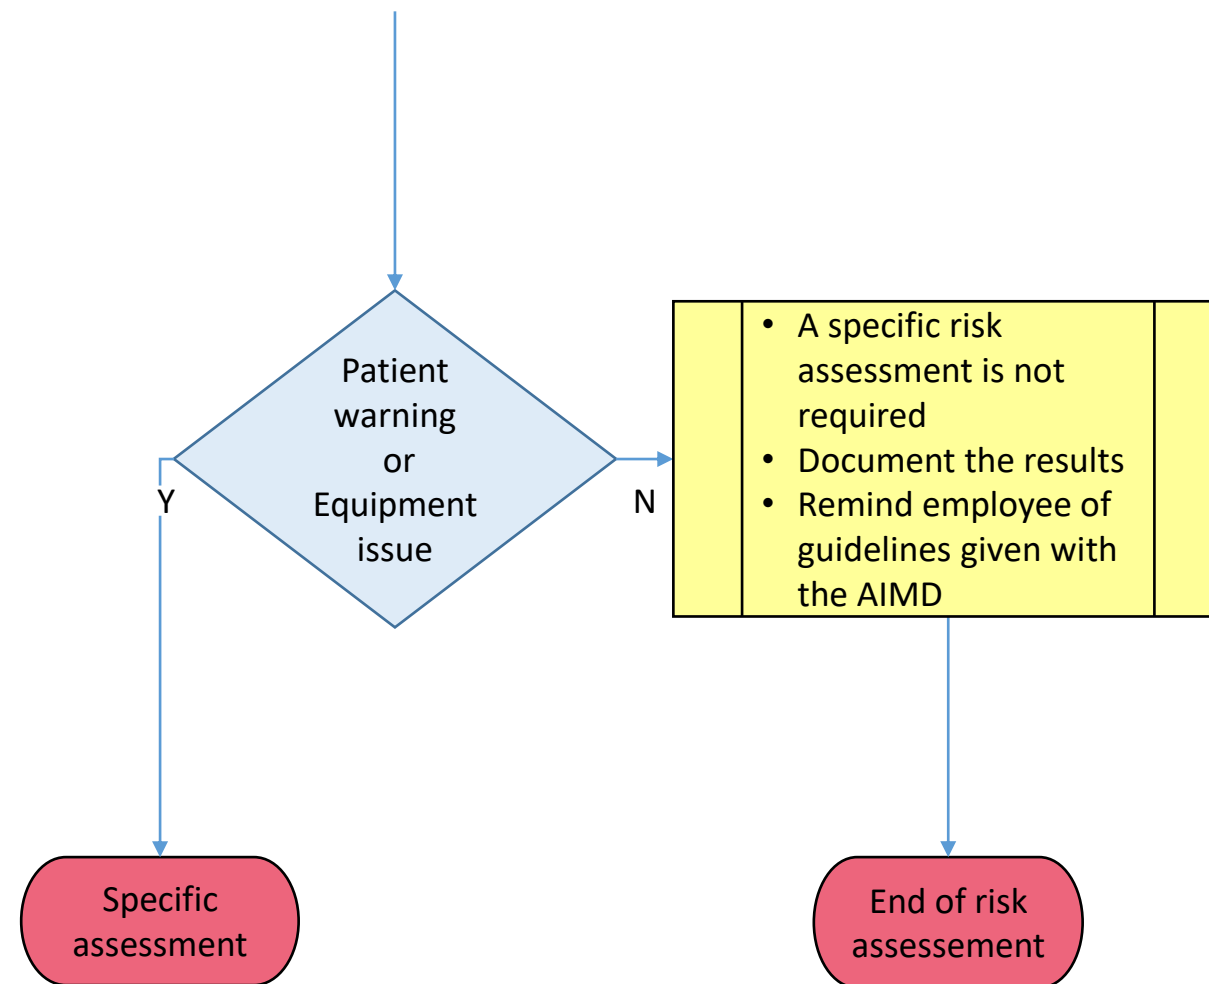 Patient
warning
or
Equipment
issue
Y
N
• A specific risk
assessment is not
required
• Document the results
• Remind employee of
guidelines given with
the AIMD
Specific
assessment
End of risk
assessement